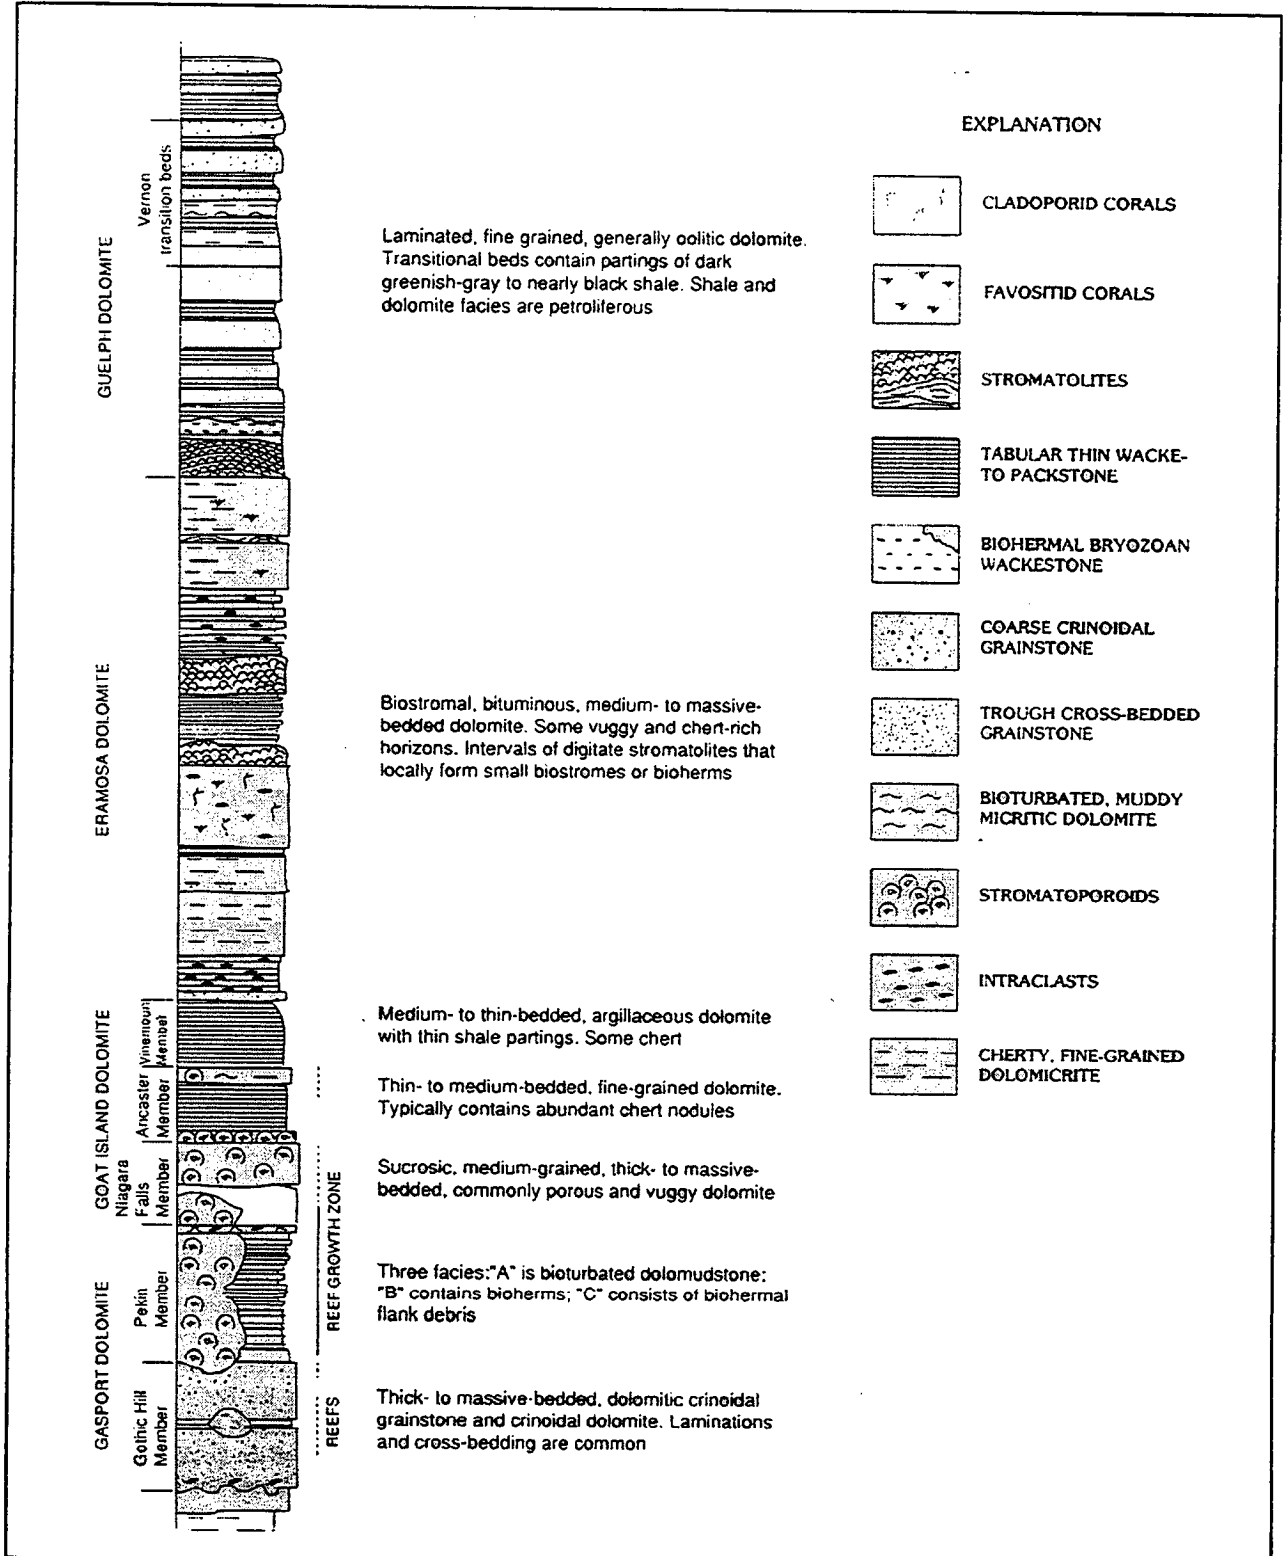 EXPLANATION
CLADOPORID CORALS
FAVOSITID CORALS
STROMATOLITES
TABULAR THIN WACKE-
TO PACKSTONE
BIOHERMAL BRYOZOAN
WACKESTONE
COARSE CRINOIDAL
GRAINSTONE
TROUGH CROSS-BEDDED
GRAINSTONE
BIOTURBATED, MUDDY
MICRITIC DOLOMITE
STROMATOPOROIDS
INTRACLASTS
CHERTY, FINE-GRAINED
DOLOMICRITE
GUELPH DOLOMITE
Vernon
transition beds
Laminated, fine grained, generally oolitic dolomite.
Transitional beds contain partings of dark
greenish-gray to nearly black shale. Shale and
dolomite facies are petroliferous
ERAMOSA DOLOMITE
Biostromal, bituminous, medium- to massive-
bedded dolomite. Some vuggy and chert-rich
horizons. Intervals of digitate stromatolites that
locally form small biostromes or bioherms
GOAT ISLAND DOLOMITE
Vinemount
Member
Medium- to thin-bedded, argillaceous dolomite
with thin shale partings. Some chert
Ancaster
Member
Thin- to medium-bedded, fine-grained dolomite.
Typically contains abundant chert nodules
Niagara
Falls
Member
Sucrosic, medium-grained, thick- to massive-
bedded, commonly porous and vuggy dolomite
REEF GROWTH ZONE
GASPORT DOLOMITE
Pekin
Member
Three facies:"A" is bioturbated dolomudstone;
"B" contains bioherms; "C" consists of biohermal
flank debris
Gothic Hill
Member
REEFS
Thick- to massive-bedded, dolomitic crinoidal
grainstone and crinoidal dolomite. Laminations
and cross-bedding are common